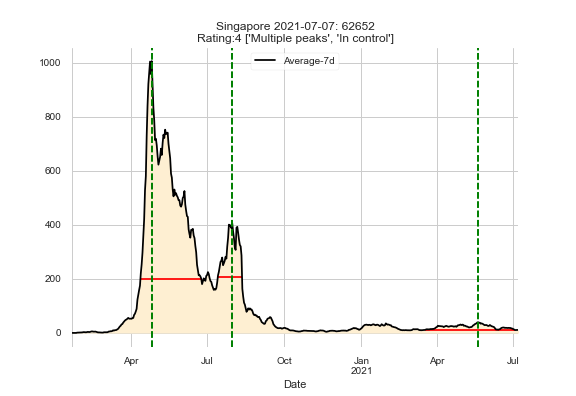 Singapore 2021-07-07: 62652
Rating:4 ['Multiple peaks', 'In control']
Average-7d
1000
800
600
400
200
0
Apr Jul Oct Jan Apr Jul
2021
Date